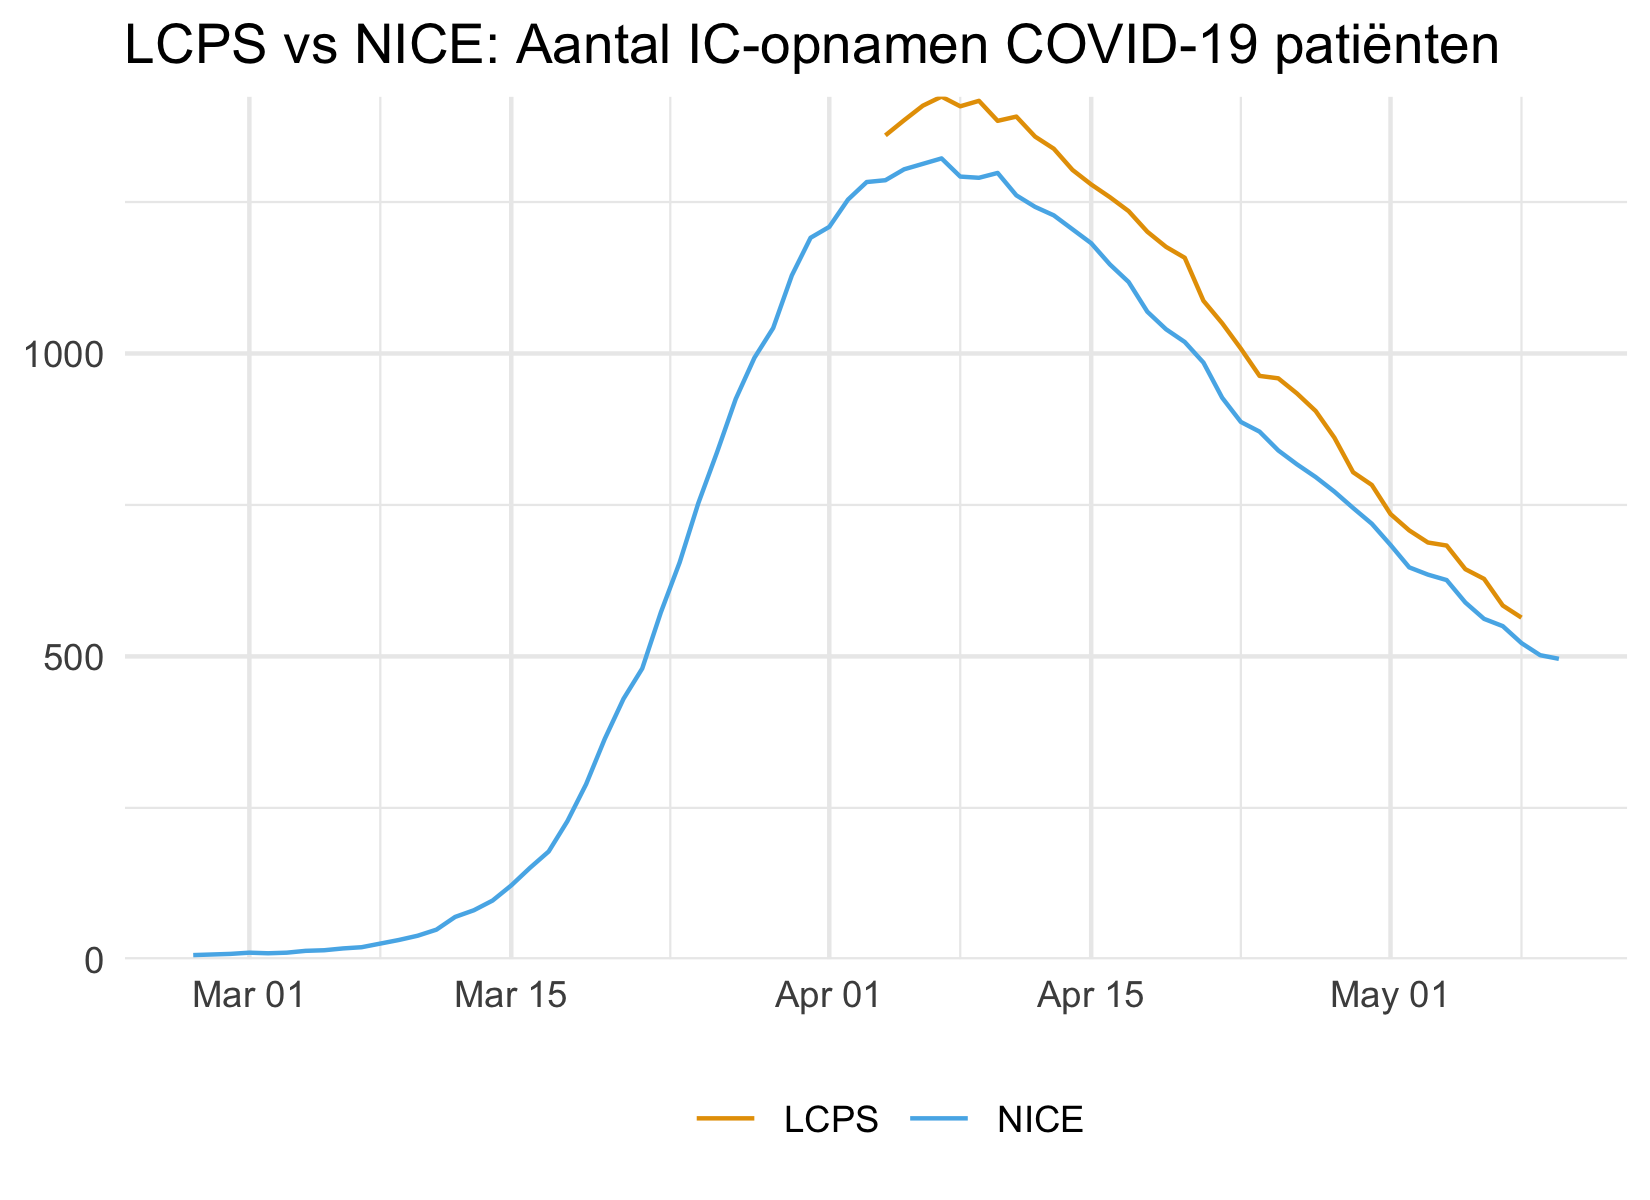 LCPS vs NICE: Aantal IC-opnamen COVID-19 patiënten
1000
500
0
Mar 01 Mar 15 Apr 01 Apr 15 May 01
LCPS NICE